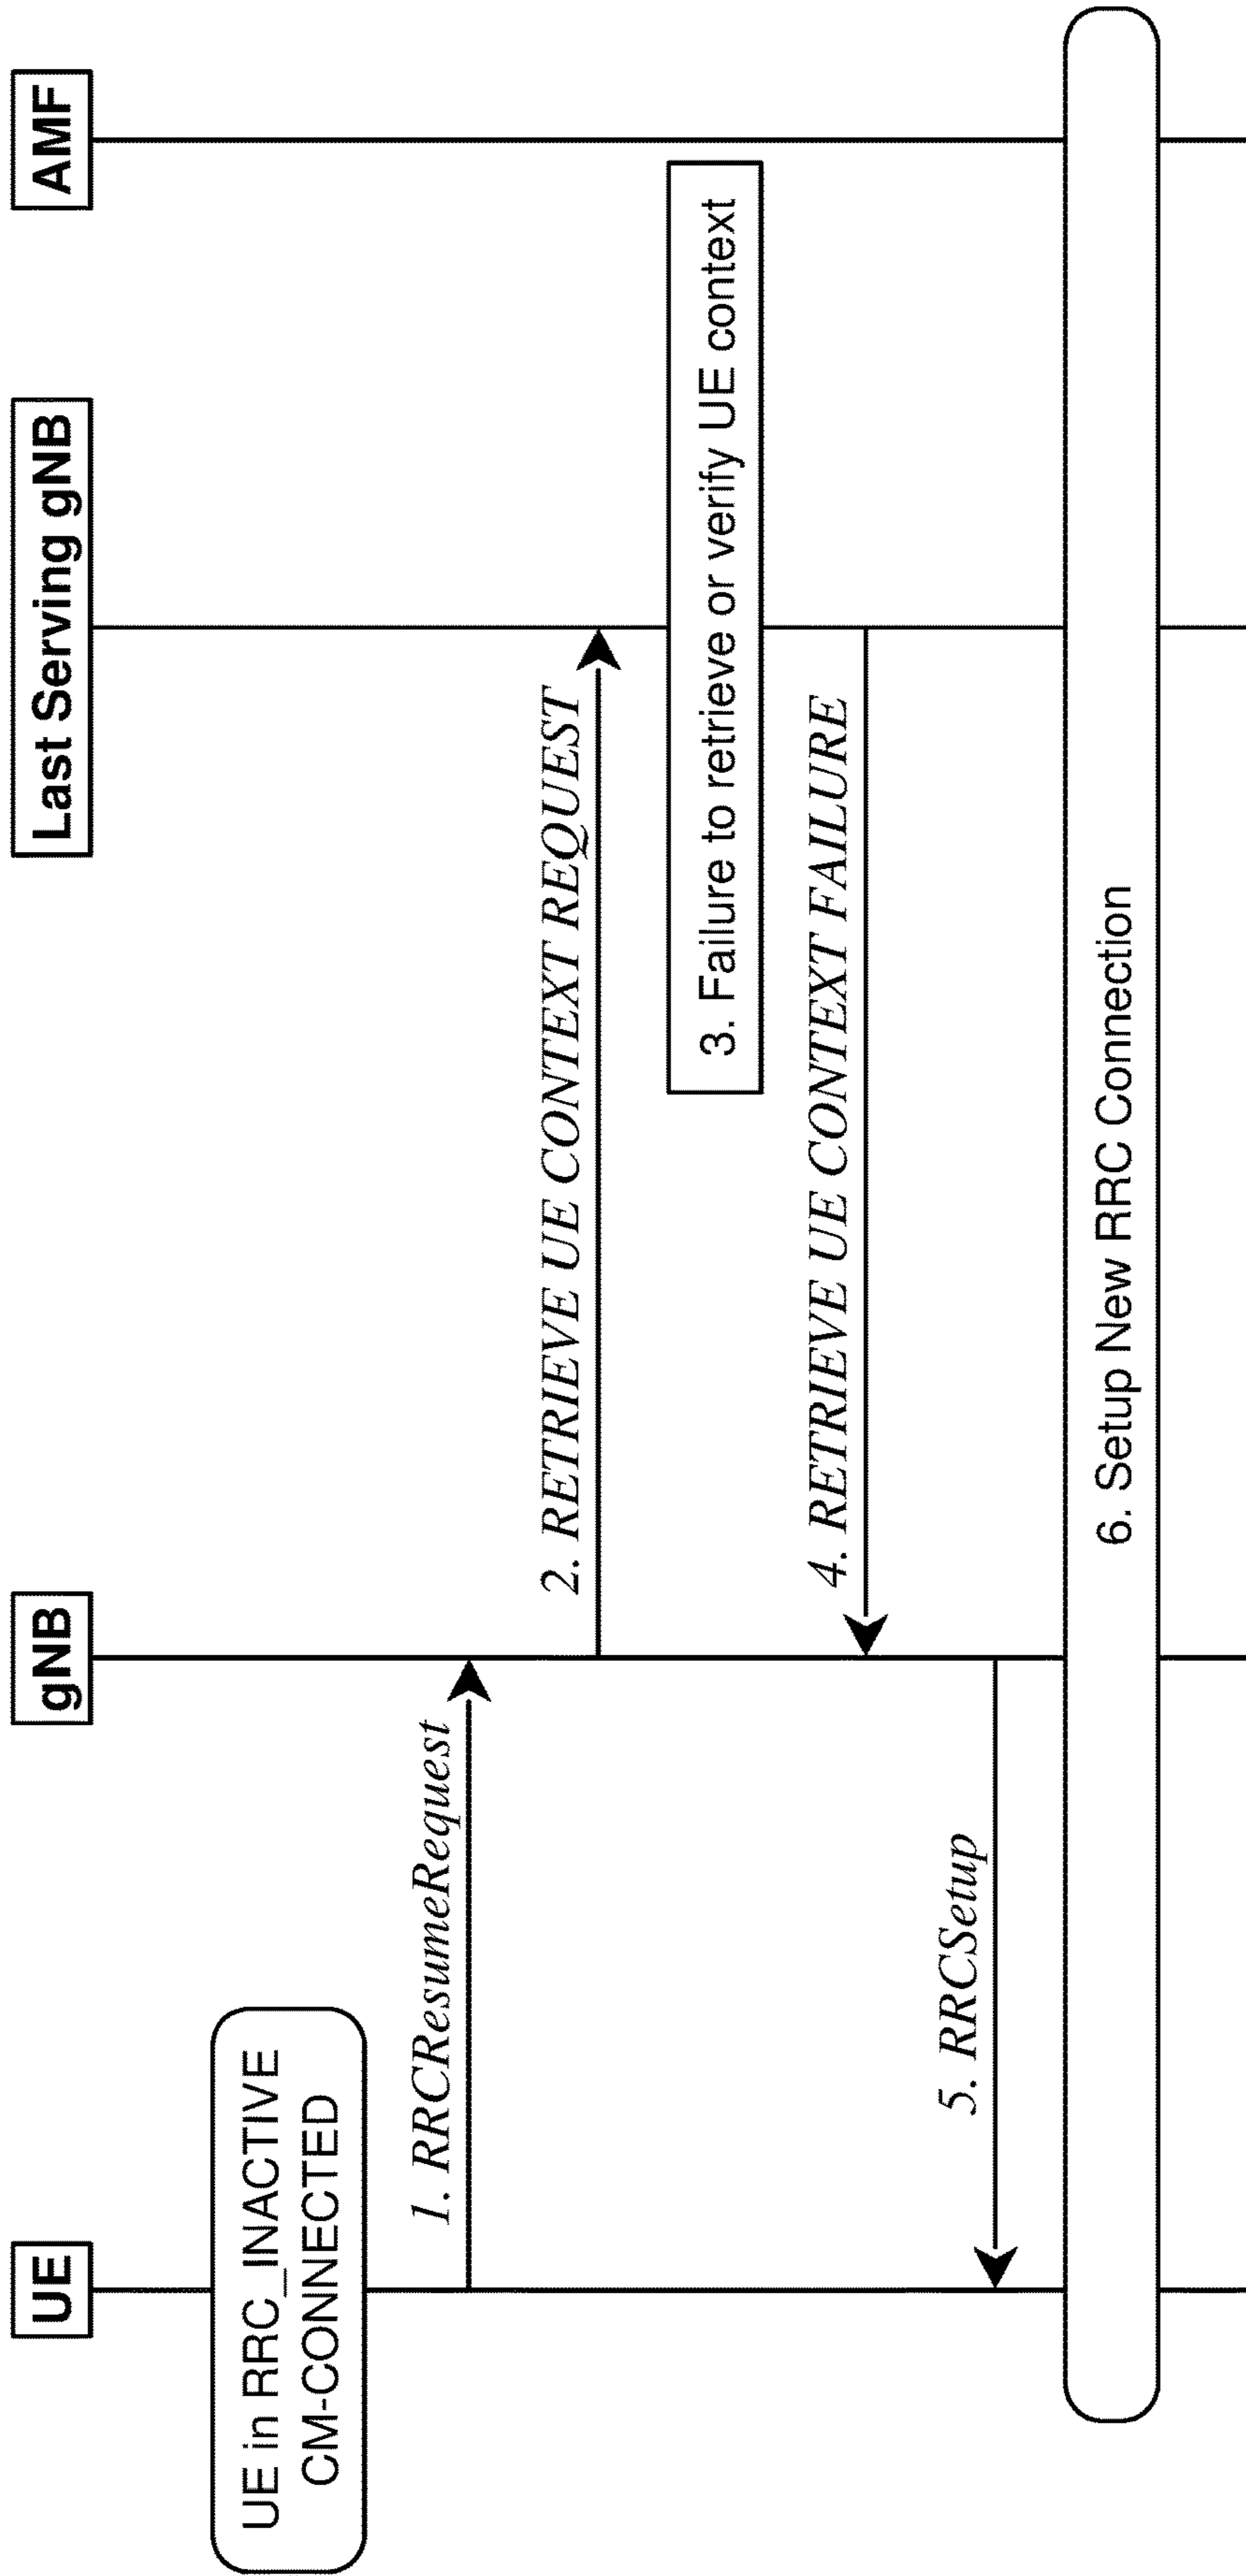 UE
gNB
Last Serving gNB
AMF
UE in RRC_INACTIVE
CM-CONNECTED
1. RRCResumeRequest
2. RETRIEVE UE CONTEXT REQUEST
3. Failure to retrieve or verify UE context
4. RETRIEVE UE CONTEXT FAILURE
5. RRCSetup
6. Setup New RRC Connection